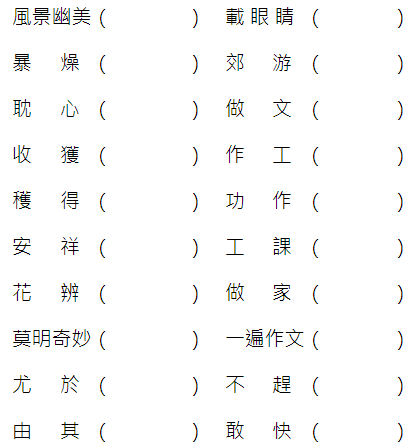 風景幽美 (　　　) 載眼睛 (　　　)
暴燥 (　　　) 郊游 (　　　)
耽心 (　　　) 做文 (　　　)
收獲 (　　　) 作工 (　　　)
穫得 (　　　) 功作 (　　　)
安祥 (　　　) 工課 (　　　)
花辨 (　　　) 做家 (　　　)
莫明奇妙 (　　　) 一遍作文 (　　　)
尤於 (　　　) 不趕 (　　　)
由其 (　　　) 敢快 (　　　)